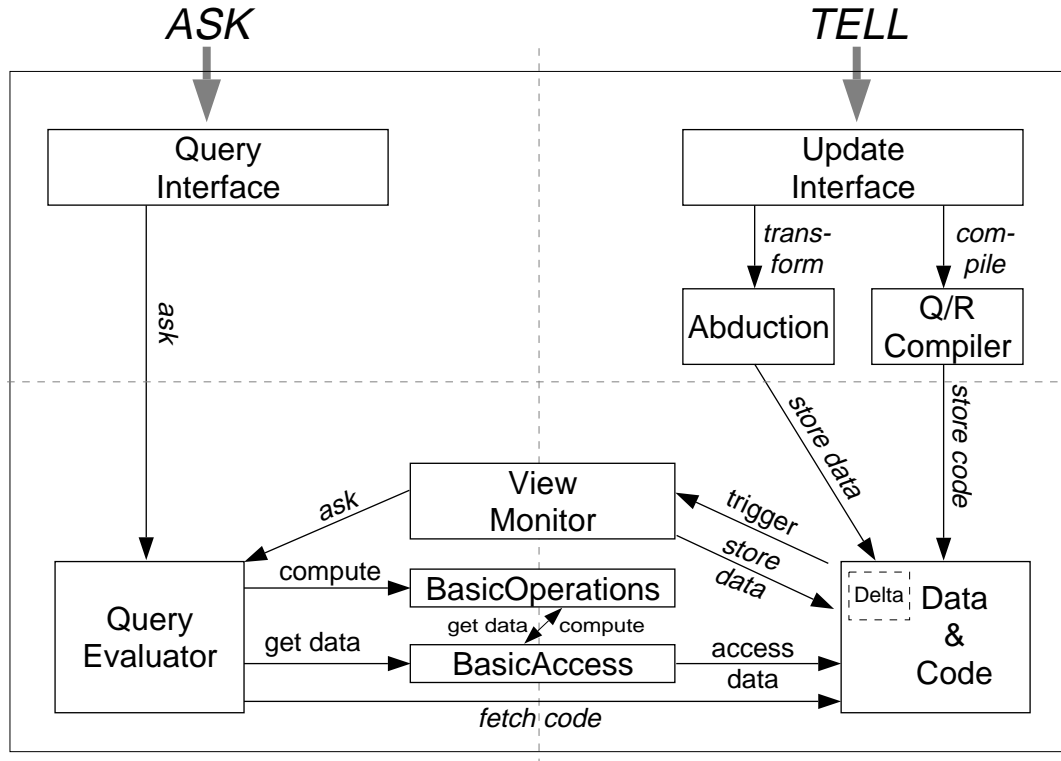 ASK
TELL
Query
Interface
Update
Interface
trans-
form
com-
pile
ask
Abduction
Q/R
Compiler
store data
store code
View
Monitor
ask
trigger
store
data
compute
BasicOperations
Delta
Data
&
Code
Query
Evaluator
get data
compute
get data
BasicAccess
access
data
fetch code